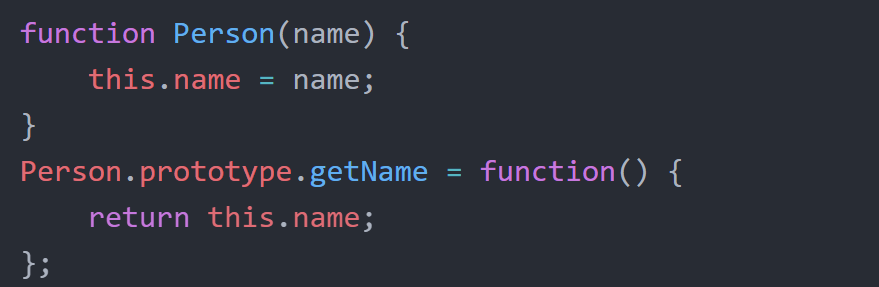 function Person(name) {
    this.name = name;
}
Person.prototype.getName = function() {
    return this.name;
};